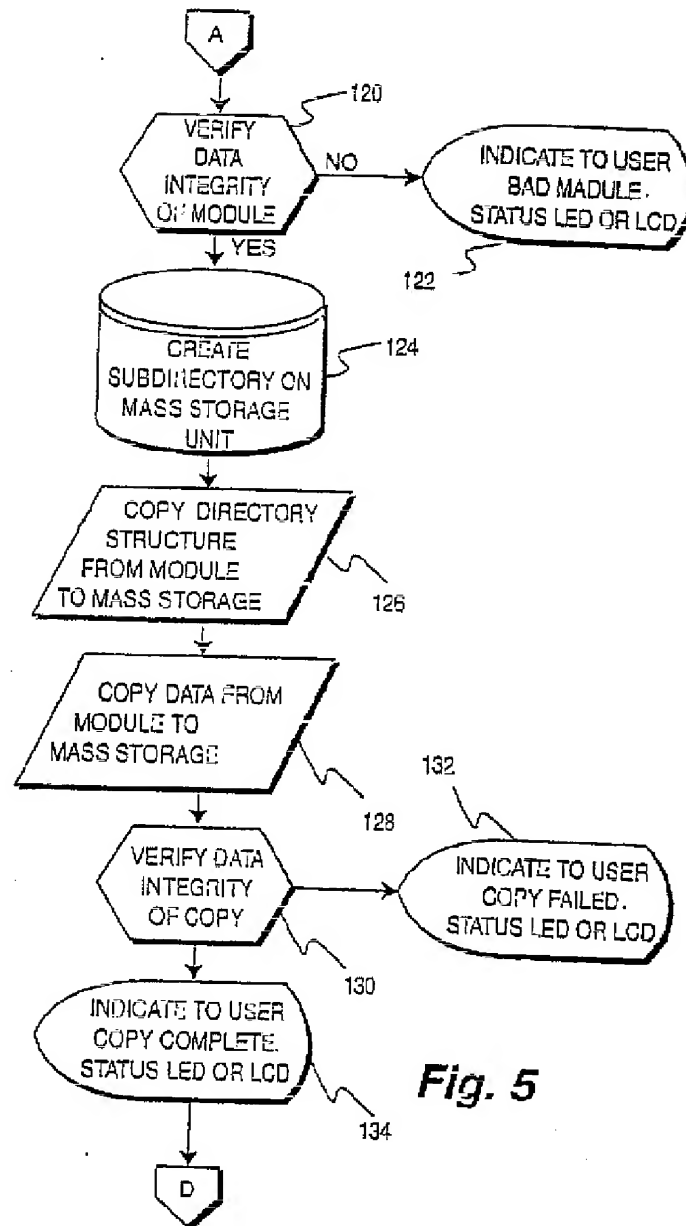 A
120
VERIFY
DATA
INTEGRITY
OF MODULE
NO
INDICATE TO USER
BAD MADULE.
STATUS LED OR LCD
122
YES
CREATE
SUBDIRECTORY ON
MASS STORAGE
UNIT
124
COPY DIRECTORY
STRUCTURE
FROM MODULE
TO MASS STORAGE
126
COPY DATA FROM
MODULE TO
MASS STORAGE
128
132
VERIFY DATA
INTEGRITY
OF COPY
130
INDICATE TO USER
COPY FAILED.
STATUS LED OR LCD
INDICATE TO USER
COPY COMPLETE.
STATUS LED OR LCD
134
Fig. 5
D